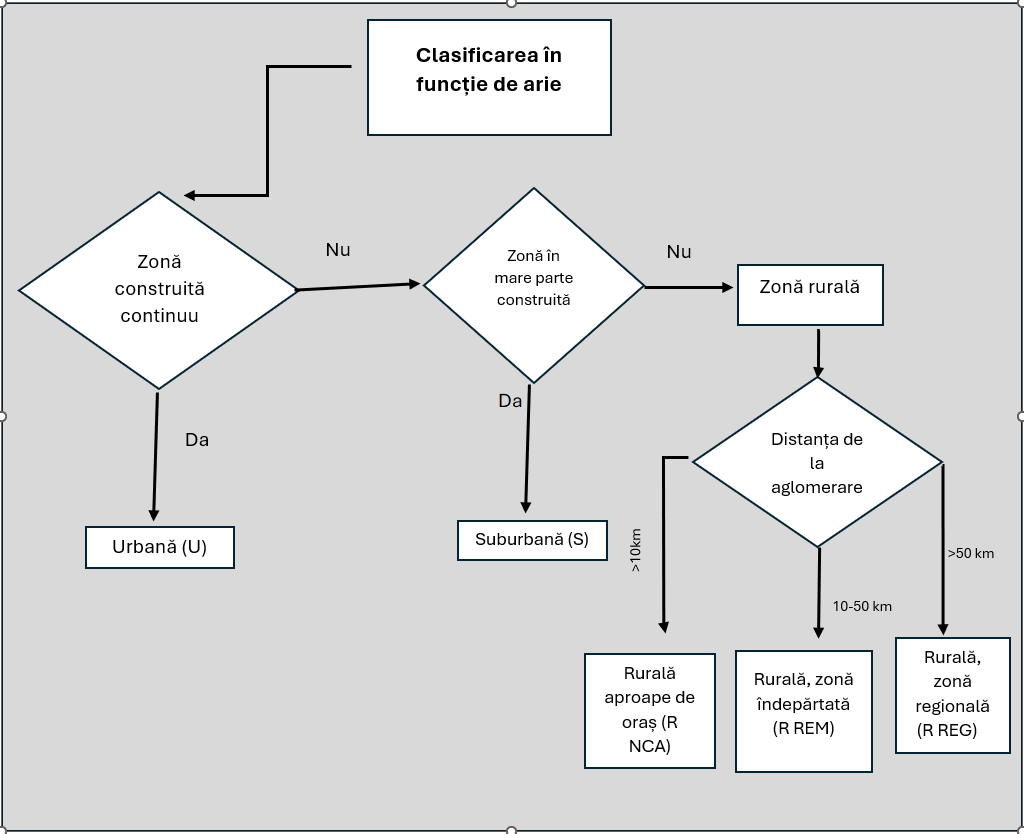 Clasificarea în
funcție de arie
Zonă
construită
continuu
Nu
Zonă în
mare parte
construită
Nu
Zonă rurală
Da
Da
Distanța de
la
aglomerare
Urbană (U)
Suburbană (S)
>10km
10-50 km
>50 km
Rurală
aproape de
oraș (R
NCA)
Rurală, zonă
îndepărtată
(R REM)
Rurală,
zonă
regională
(R REG)